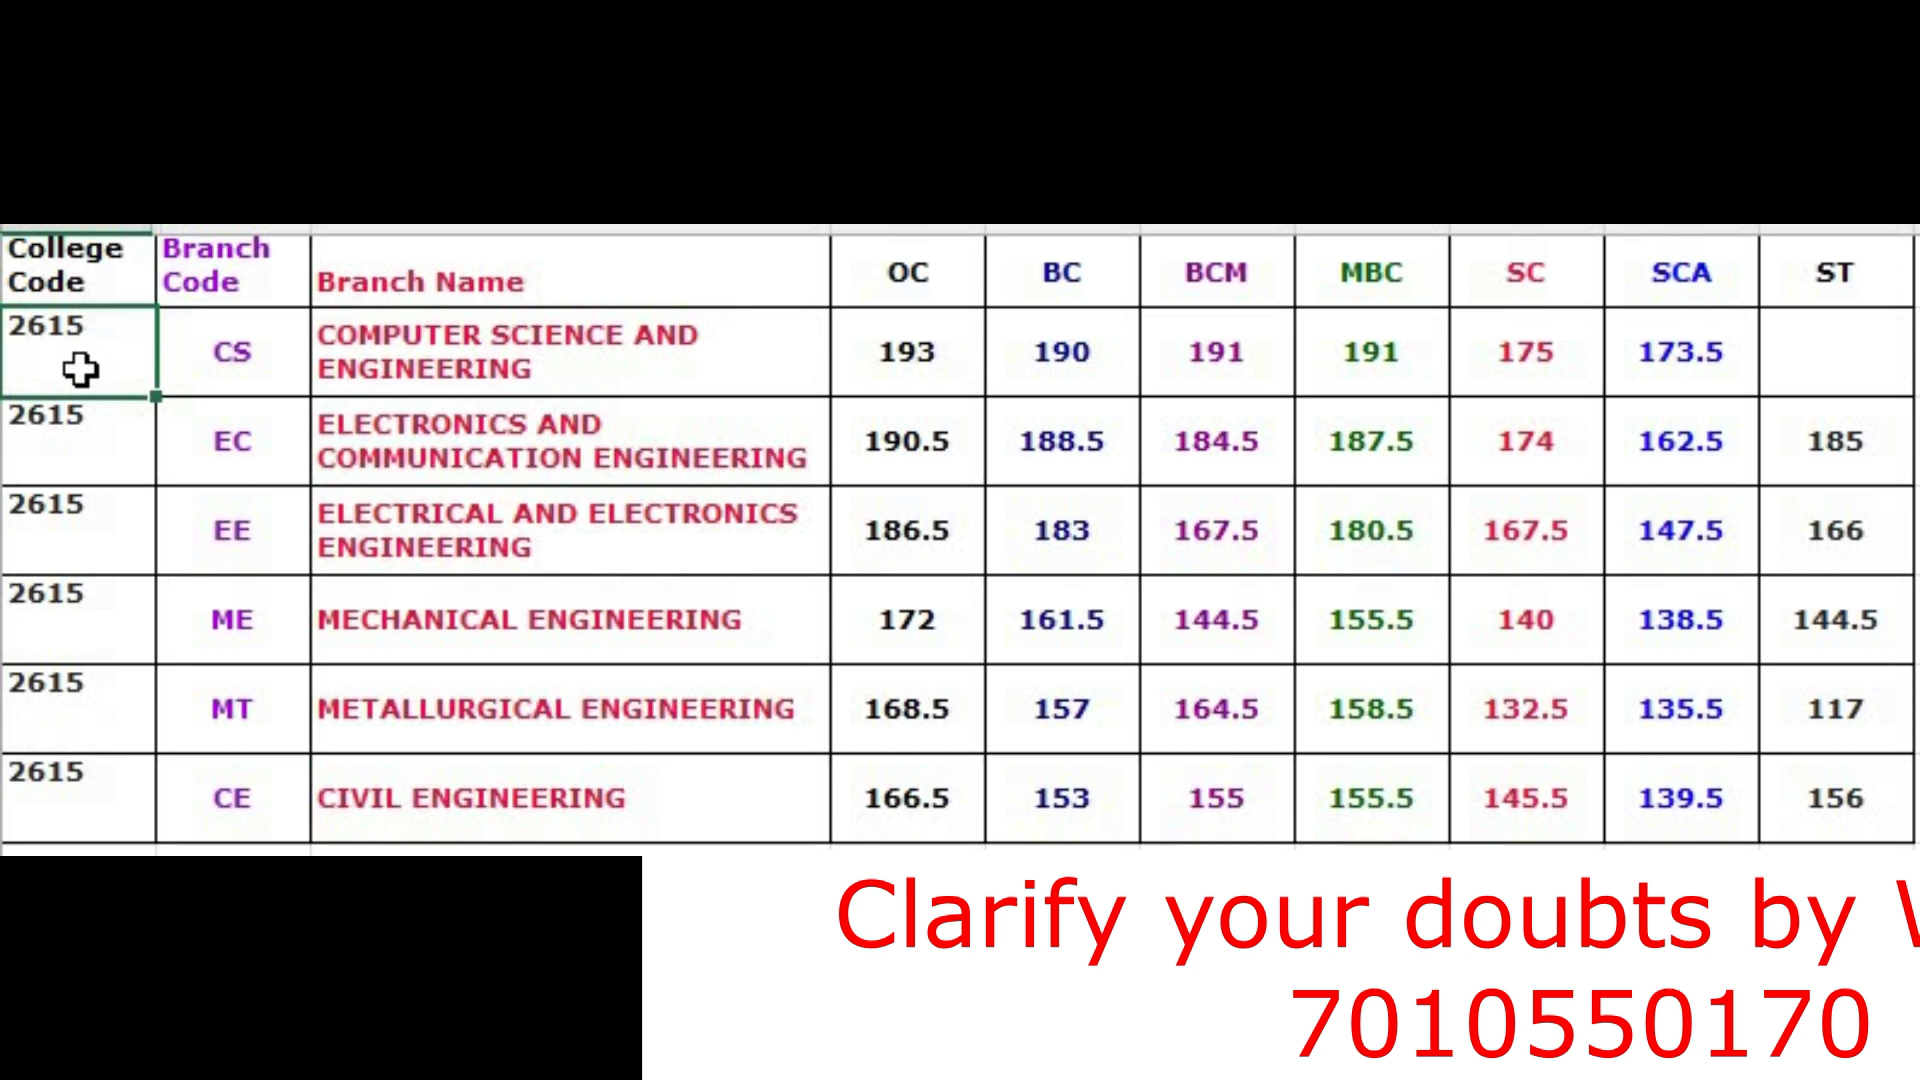 College Code Branch Code Branch Name OC BC BCM MBC SC SCA ST
2615 CS COMPUTER SCIENCE AND ENGINEERING 193 190 191 191 175 173.5
2615 EC ELECTRONICS AND COMMUNICATION ENGINEERING 190.5 188.5 184.5 187.5 174 162.5 185
2615 EE ELECTRICAL AND ELECTRONICS ENGINEERING 186.5 183 167.5 180.5 167.5 147.5 166
2615 ME MECHANICAL ENGINEERING 172 161.5 144.5 155.5 140 138.5 144.5
2615 MT METALLURGICAL ENGINEERING 168.5 157 164.5 158.5 132.5 135.5 117
2615 CE CIVIL ENGINEERING 166.5 153 155 155.5 145.5 139.5 156
Clarify your doubts by
7010550170